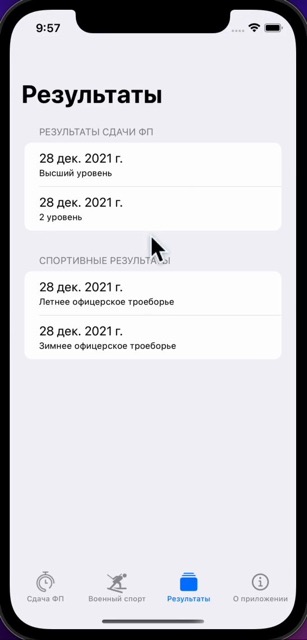 9:57
Результаты
РЕЗУЛЬТАТЫ СДАЧИ ФП
28 дек. 2021 г.
Высший уровень
28 дек. 2021 г.
2 уровень
СПОРТИВНЫЕ РЕЗУЛЬТАТЫ
28 дек. 2021 г.
Летнее офицерское троеборье
28 дек. 2021 г.
Зимнее офицерское троеборье
Сдача ФП
Военный спорт
Результаты
О приложении